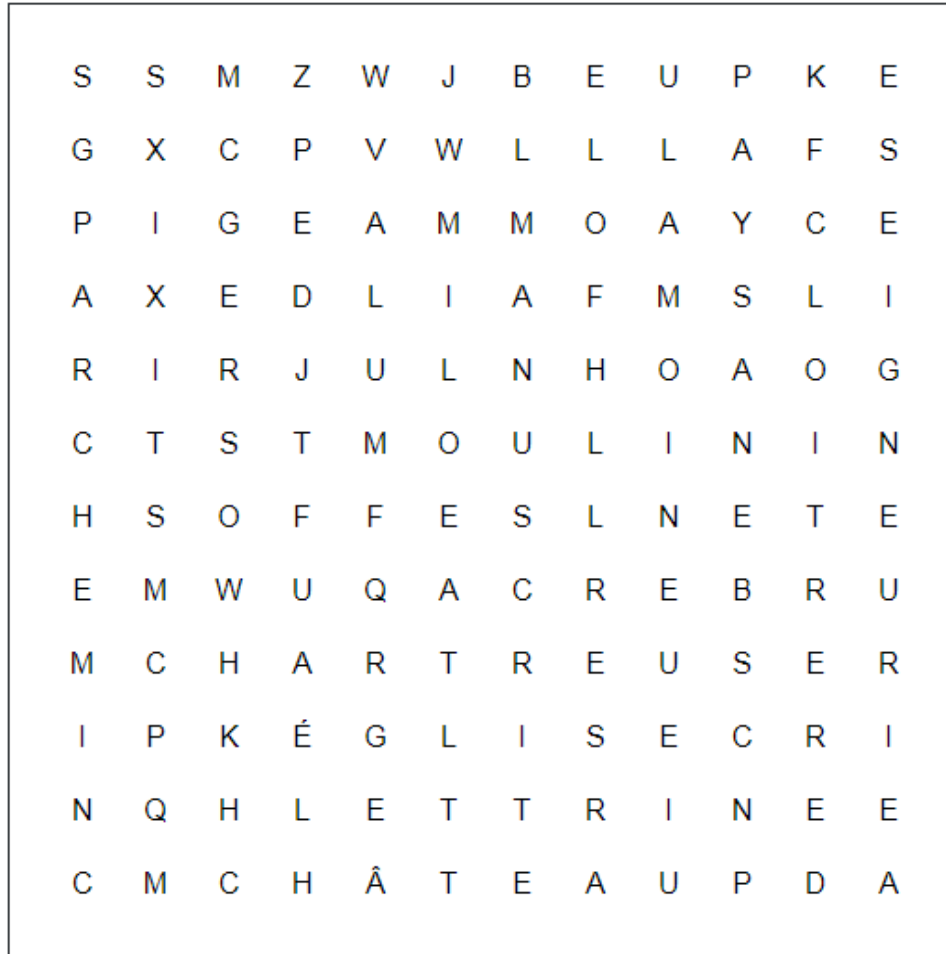 S S M Z W J B E U P K E
G X C P V W L L L A F S
P I G E A M M O A Y C E
A X E D L I A F M S L I
R I R J U L N H O A O G
C T S T M O U L I N I N
H S O F F E S L N E T E
E M W U Q A C R E B R U
M C H A R T R E U S E R
I P K É G L I S E C R I
N Q H L E T T R I N E E
C M C H Â T E A U P D A